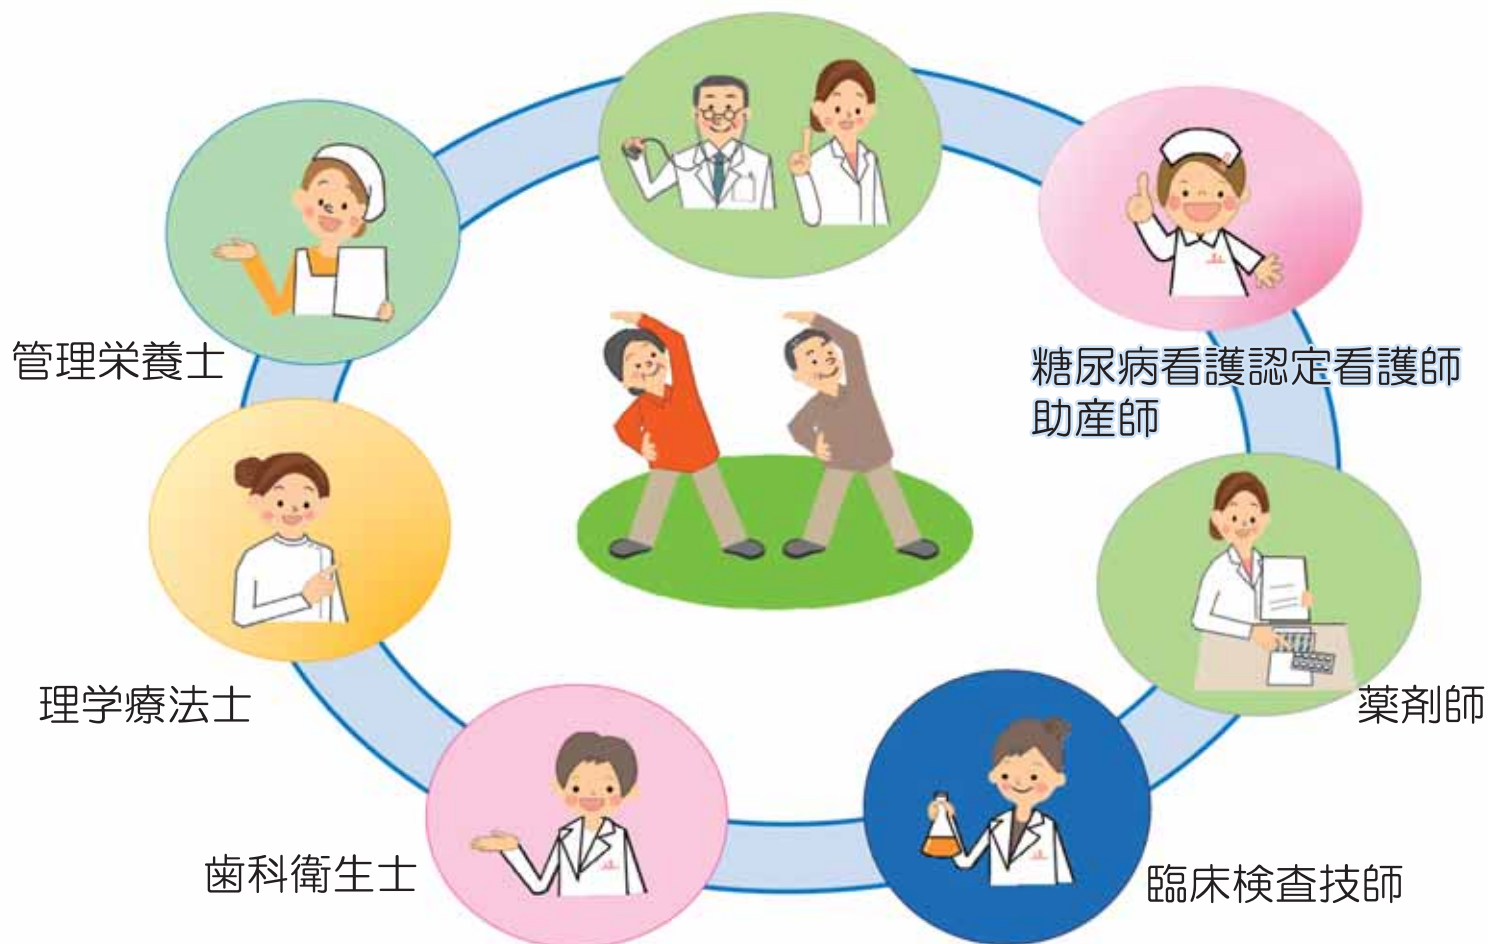 管理栄養士
糖尿病看護認定看護師
助産師
理学療法士
薬剤師
歯科衛生士
臨床検査技師